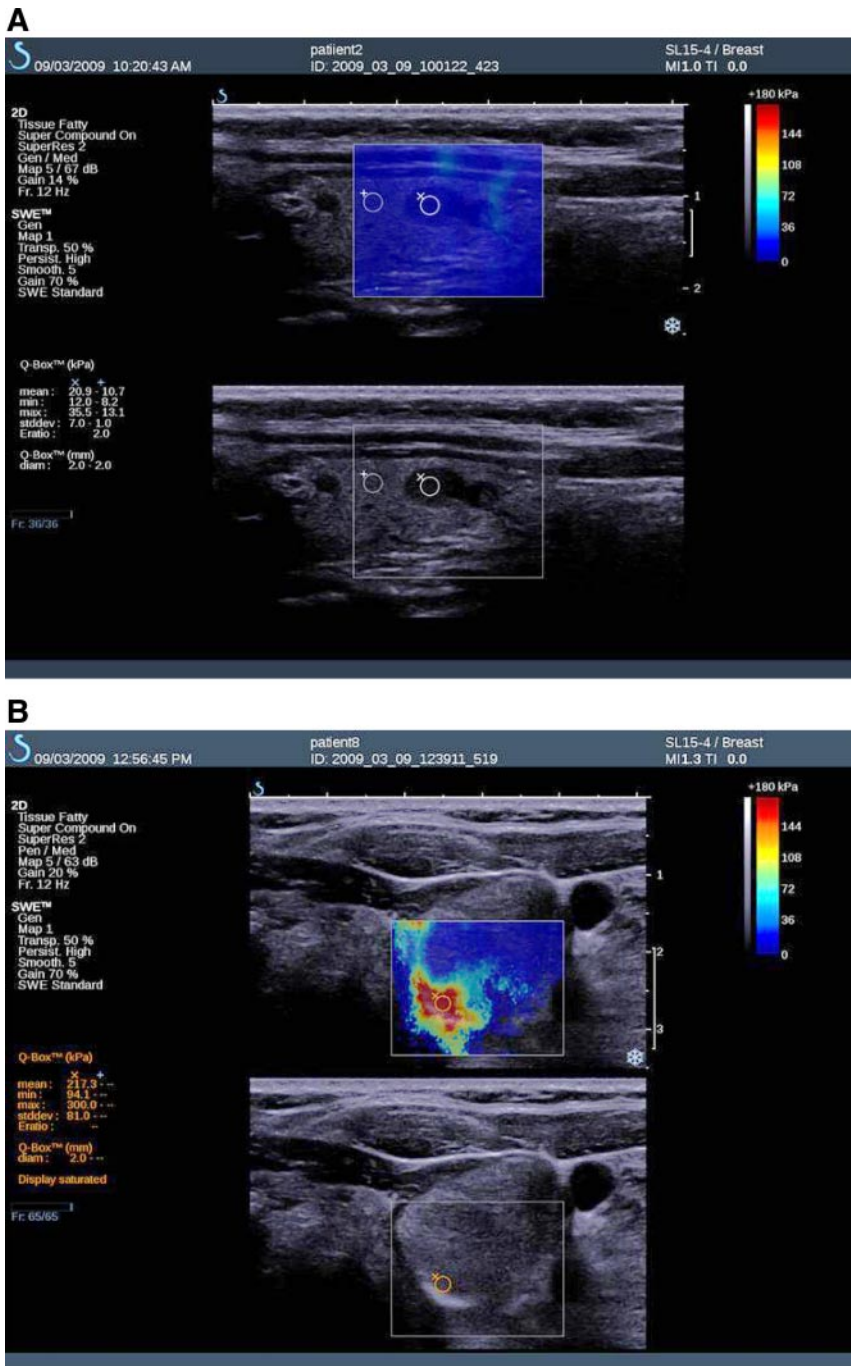 A
patiient2
SL15-4 / Breast
09/03/2009 10:20:43 AM
ID: 2009_03_09_100122_423
MI1.0 TI 0.0
+180 kPa
144
108
72
36
0
2D
Tissue Fatty
Super Compound On
SuperRes 2
Gen / Med
Map 5 / 67 dB
Gain 14 %
Fr. 12 Hz
SWE™
Gen
Map 1
Transp. 50 %
Persist. High
Smooth. 5
Gain 70 %
SWE Standard
1
2
Q-Box™ (kPa)
× +
mean : 20.9 - 10.7
min : 12.0 - 8.2
max : 35.5 - 13.1
stddev : 7.0 - 1.0
Eratio : 2.0
Q-Box™ (mm)
diam : 2.0 - 2.0
Fr: 36/36
B
patient8
SL15-4 / Breast
09/03/2009 12:56:45 PM
ID: 2009_03_09_123911_519
MI1.3 TI 0.0
+180 kPa
144
108
72
36
0
2D
Tissue Fatty
Super Compound On
SuperRes 2
Pen / Med
Map 5 / 63 dB
Gain 20 %
Fr. 12 Hz
SWE™
Gen
Map 1
Transp. 50 %
Persist. High
Smooth. 5
Gain 70 %
SWE Standard
1
2
3
Q-Box™ (kPa)
× +
mean : 217.3 - --
min : 94.1 - --
max : 300.0 - --
stddev : 81.0 - --
Eratio : --
Q-Box™ (mm)
diam : 2.0 - --
Display saturated
Fr: 65/65